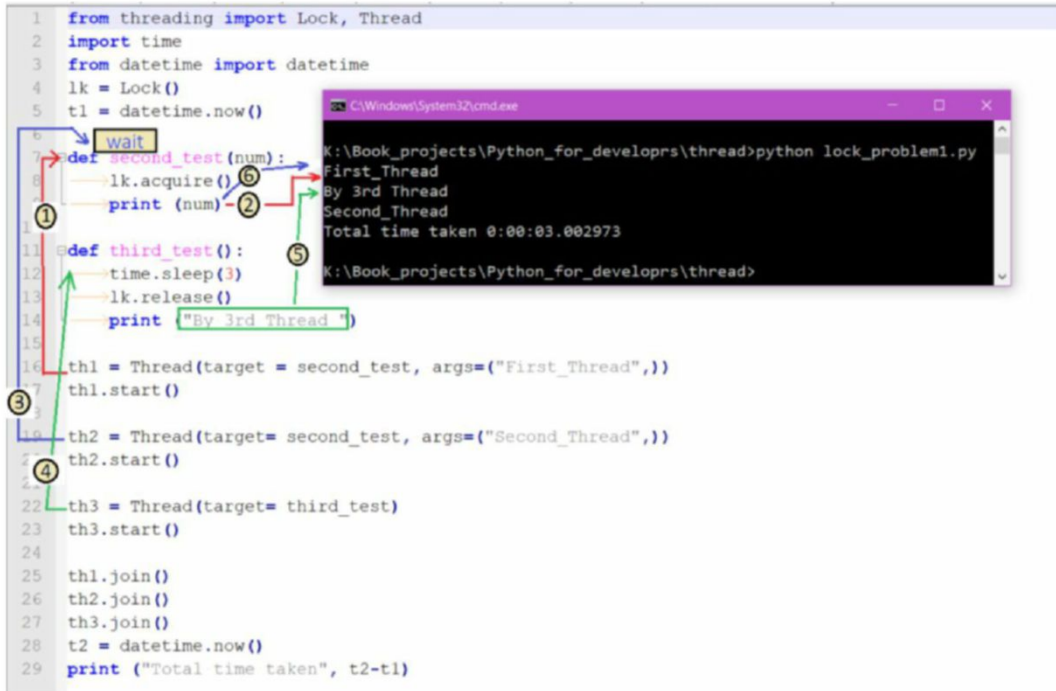 1 from threading import Lock, Thread
2 import time
3 from datetime import datetime
4 lk = Lock()
5 t1 = datetime.now()
6
wait
7 def second_test(num):
8 lk.acquire()
⑥
print (num)
②
①
1
11 def third_test():
⑤
12 time.sleep(3)
13 lk.release()
14 print ("By 3rd Thread ")
15
16 th1 = Thread(target = second_test, args=("First_Thread",))
7 th1.start()
③
19 th2 = Thread(target= second_test, args=("Second_Thread",))
th2.start()
④
21
22 th3 = Thread(target= third_test)
23 th3.start()
24
25 th1.join()
26 th2.join()
27 th3.join()
28 t2 = datetime.now()
29 print ("Total time taken", t2-t1)
C:\Windows\System32\cmd.exe
K:\Book_projects\Python_for_developrs\thread>python lock_problem1.py
First_Thread
By 3rd Thread
Second_Thread
Total time taken 0:00:03.002973
K:\Book_projects\Python_for_developrs\thread>